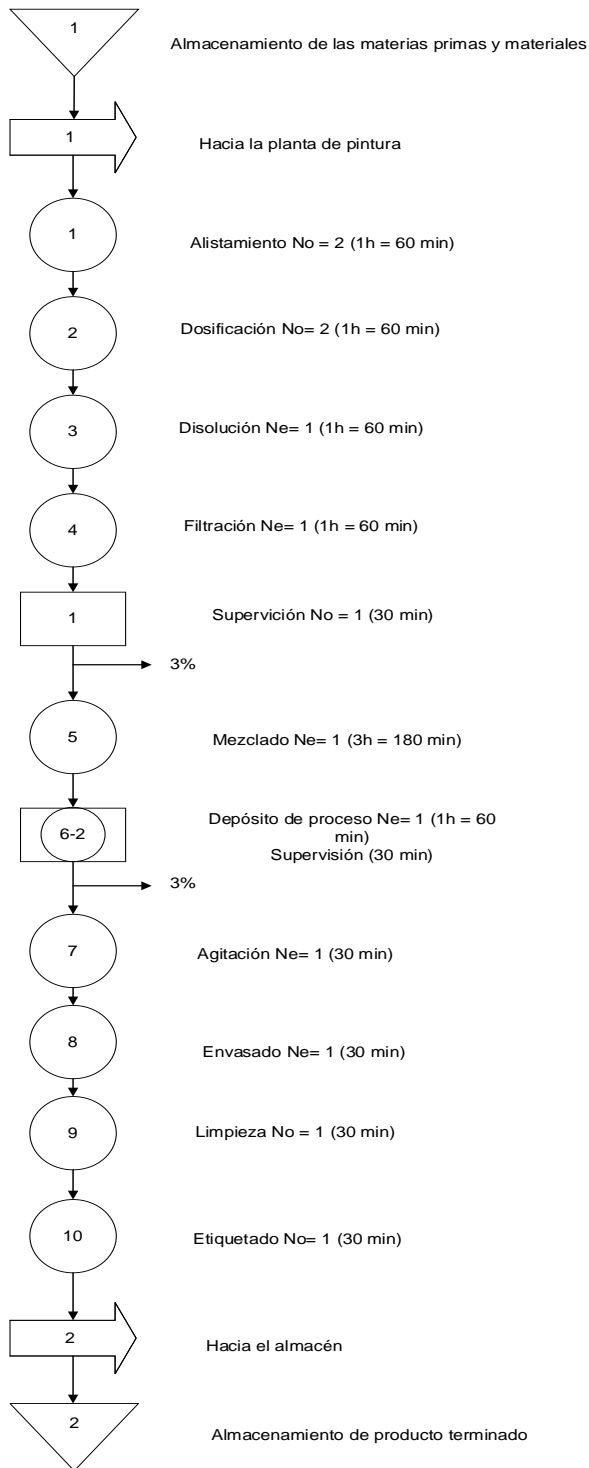 1
Almacenamiento de las materias primas y materiales
1
Hacia la planta de pintura
1
Alistamiento No = 2 (1h = 60 min)
2
Dosificación No= 2 (1h = 60 min)
3
Disolución Ne= 1 (1h = 60 min)
4
Filtración Ne= 1 (1h = 60 min)
1
Supervición No = 1 (30 min)
3%
5
Mezclado Ne= 1 (3h = 180 min)
6-2
Depósito de proceso Ne= 1 (1h = 60
min)
Supervisión (30 min)
3%
7
Agitación Ne= 1 (30 min)
8
Envasado Ne= 1 (30 min)
9
Limpieza No = 1 (30 min)
10
Etiquetado No= 1 (30 min)
2
Hacia el almacén
2
Almacenamiento de producto terminado